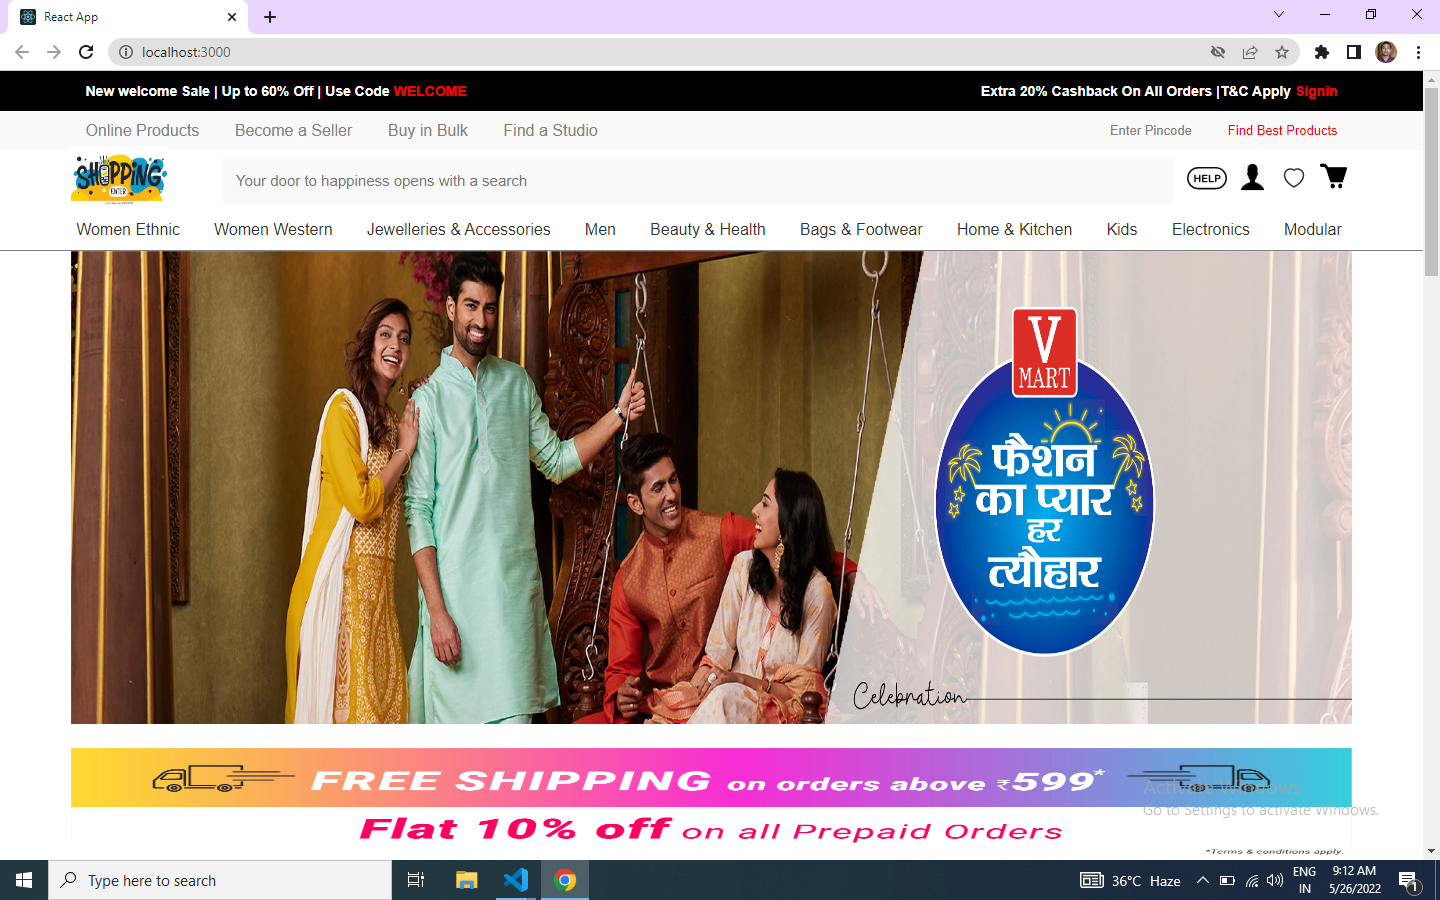 React App
localhost:3000
New welcome Sale | Up to 60% Off | Use Code WELCOME
Extra 20% Cashback On All Orders |T&C Apply Signin
Online Products Become a Seller Buy in Bulk Find a Studio
Enter Pincode Find Best Products
SHOPPING
ENTER
Your door to happiness opens with a search
HELP
Women Ethnic Women Western Jewelleries & Accessories Men Beauty & Health Bags & Footwear Home & Kitchen Kids Electronics Modular
V
MART
फैशन
का प्यार
हर
त्यौहार
Celebration
FREE SHIPPING on orders above ₹599*
Flat 10% off on all Prepaid Orders
*Terms & conditions apply.
Activate Windows
Go to Settings to activate Windows.
Type here to search
36°C Haze
ENG
IN
9:12 AM
5/26/2022
1